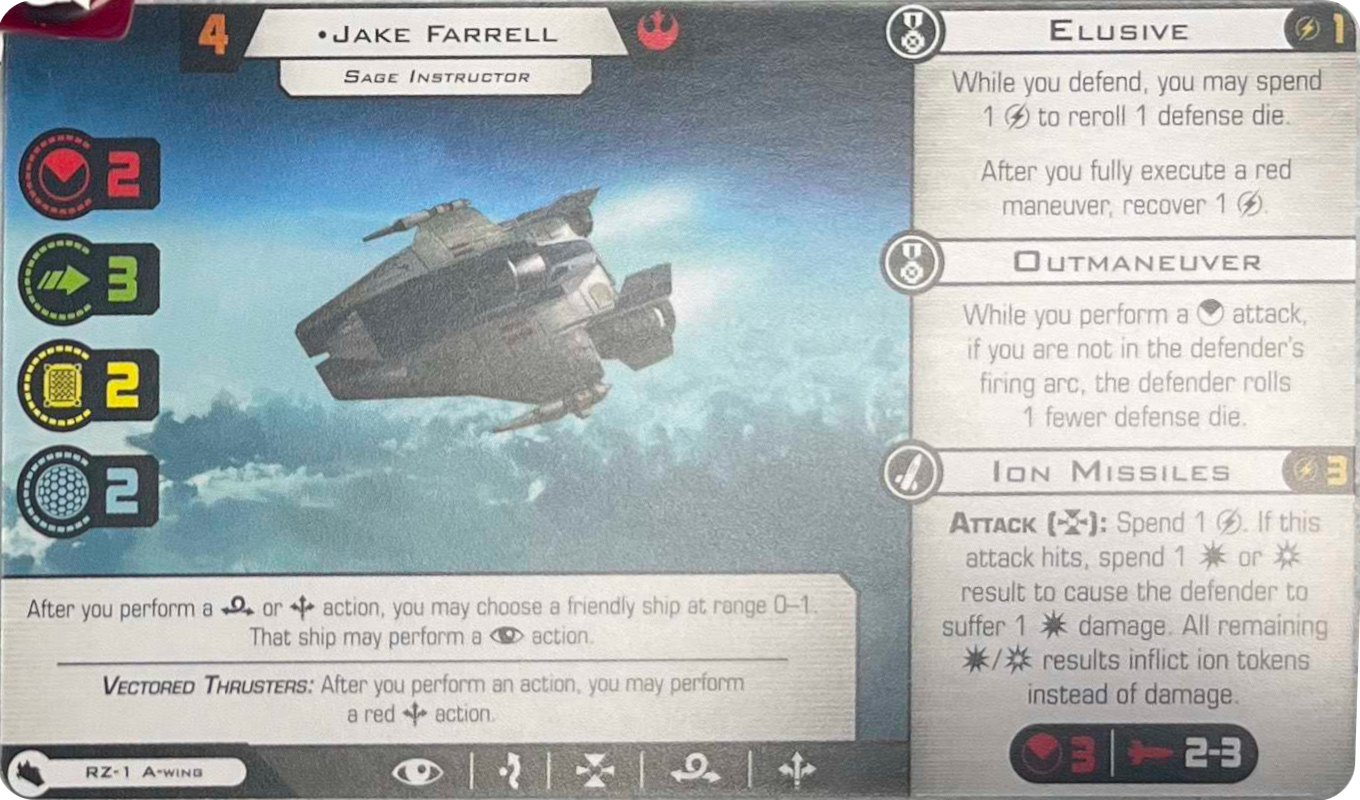 4
•Jake Farrell
Sage Instructor
2
3
2
2
After you perform a or action, you may choose a friendly ship at range 0–1.
That ship may perform a action.
Vectored Thrusters: After you perform an action, you may perform
a red action.
RZ-1 A-wing
Elusive 1
While you defend, you may spend
1 to reroll 1 defense die.
After you fully execute a red
maneuver, recover 1 .
Outmaneuver
While you perform a attack,
if you are not in the defender's
firing arc, the defender rolls
1 fewer defense die.
Ion Missiles 3
Attack ( ): Spend 1 . If this
attack hits, spend 1 or
result to cause the defender to
suffer 1 damage. All remaining
/ results inflict ion tokens
instead of damage.
3 2-3